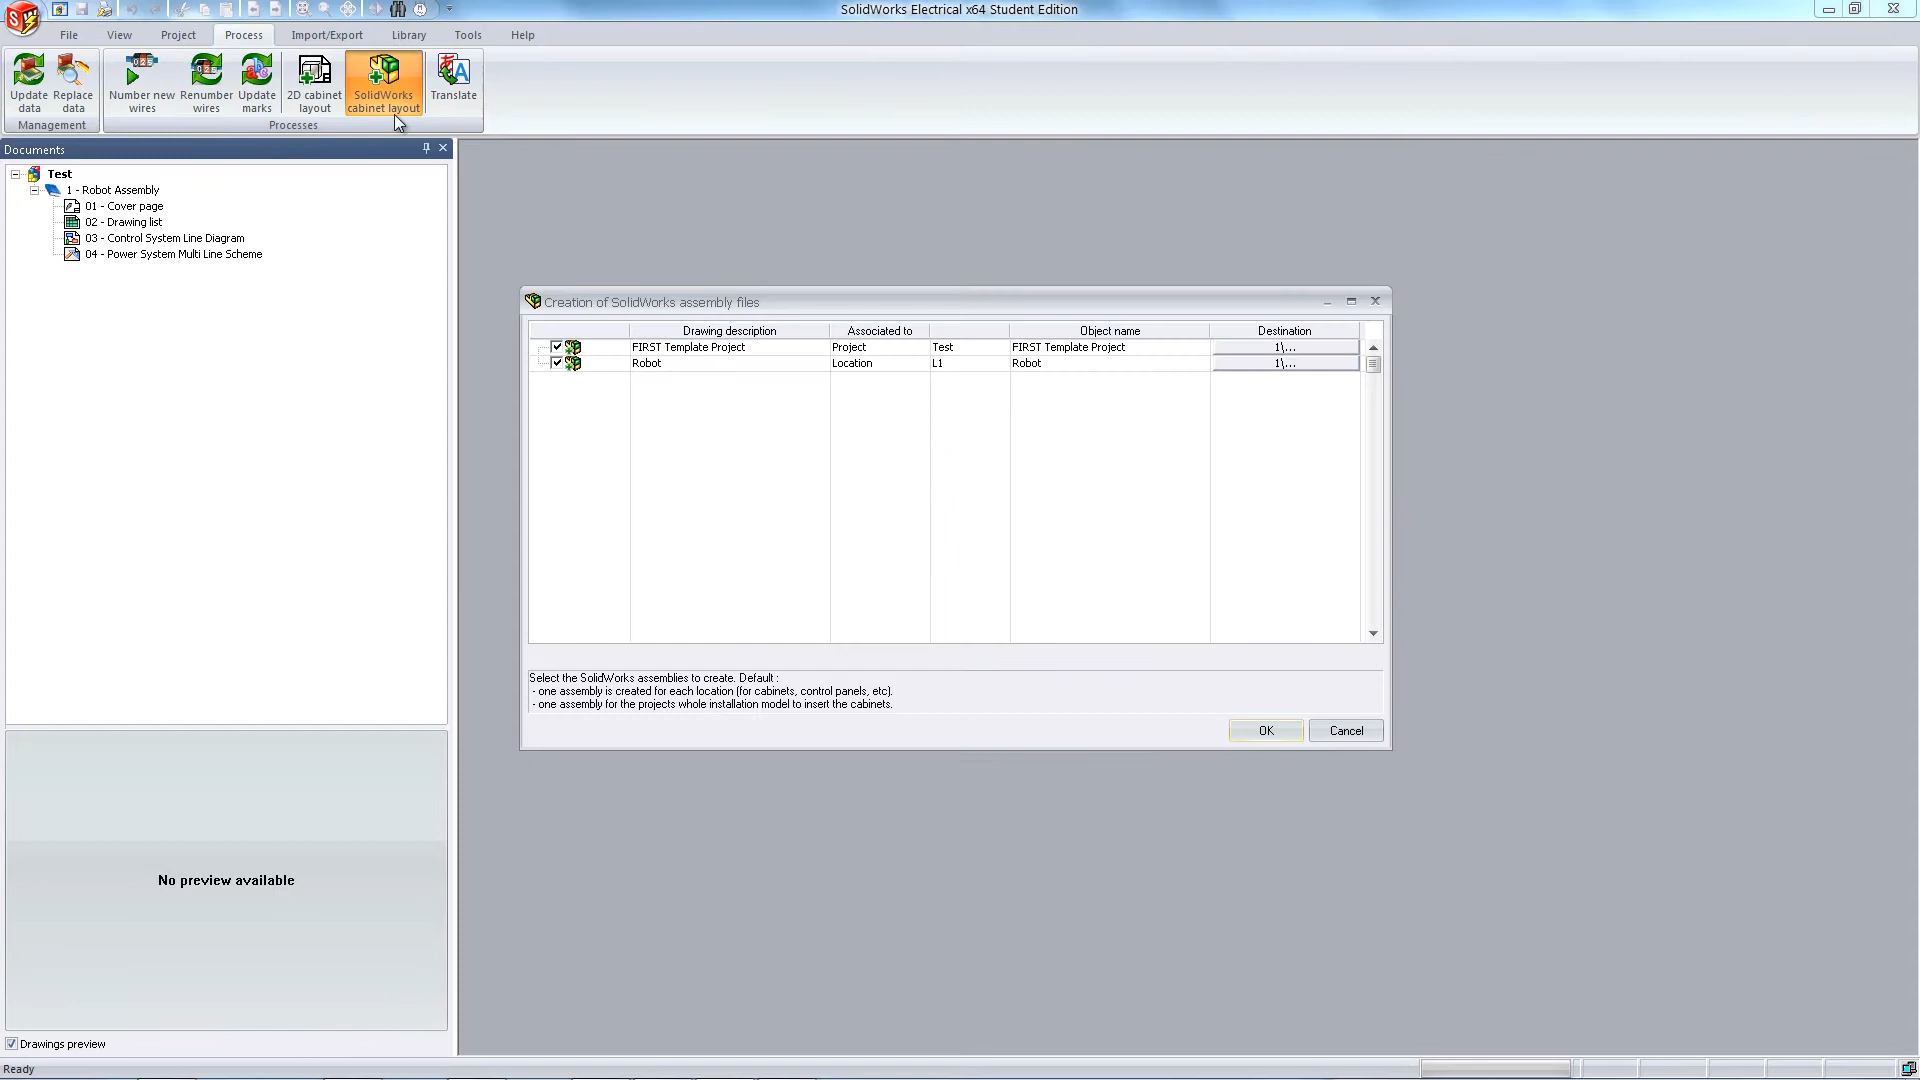 SolidWorks Electrical x64 Student Edition
File View Project Process Import/Export Library Tools Help
Update data
Replace data
Number new wires
Renumber wires
Update marks
2D cabinet layout
SolidWorks cabinet layout
Translate
Management Processes
Documents
Test
1 - Robot Assembly
01 - Cover page
02 - Drawing list
03 - Control System Line Diagram
04 - Power System Multi Line Scheme
Creation of SolidWorks assembly files
Drawing description Associated to Object name Destination
FIRST Template Project Project Test FIRST Template Project 1\...
Robot Location L1 Robot 1\...
Select the SolidWorks assemblies to create. Default :
- one assembly is created for each location (for cabinets, control panels, etc).
- one assembly for the projects whole installation model to insert the cabinets.
OK Cancel
No preview available
Drawings preview
Ready